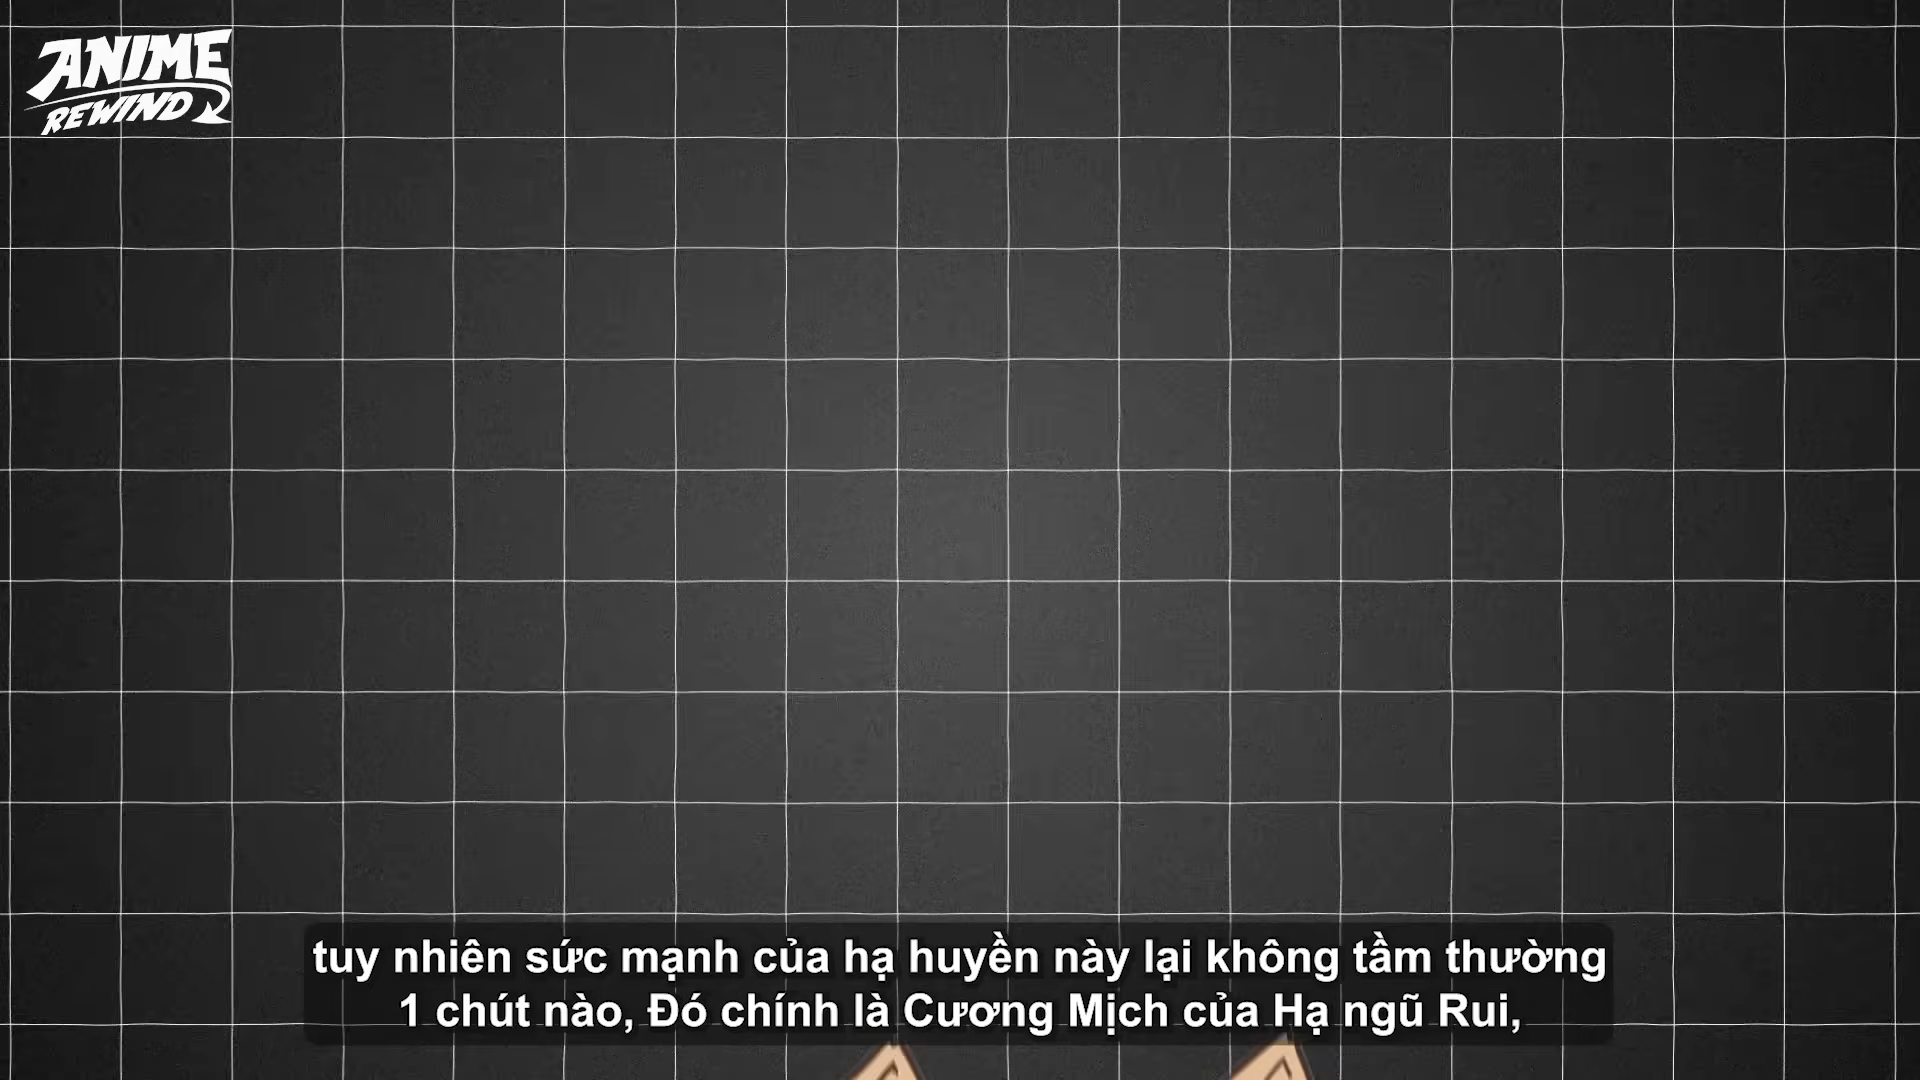 ANIME
REWIND
tuy nhiên sức mạnh của hạ huyền này lại không tầm thường
1 chút nào, Đó chính là Cương Mịch của Hạ ngũ Rui,